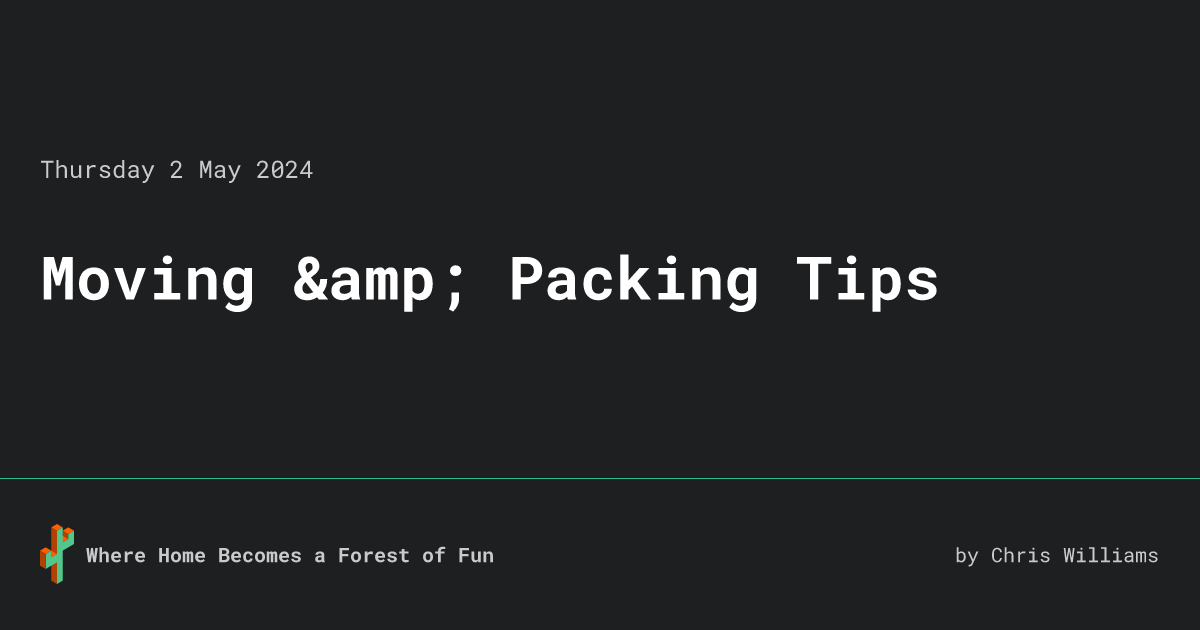 Thursday 2 May 2024
Moving &amp; Packing Tips
Where Home Becomes a Forest of Fun
by Chris Williams